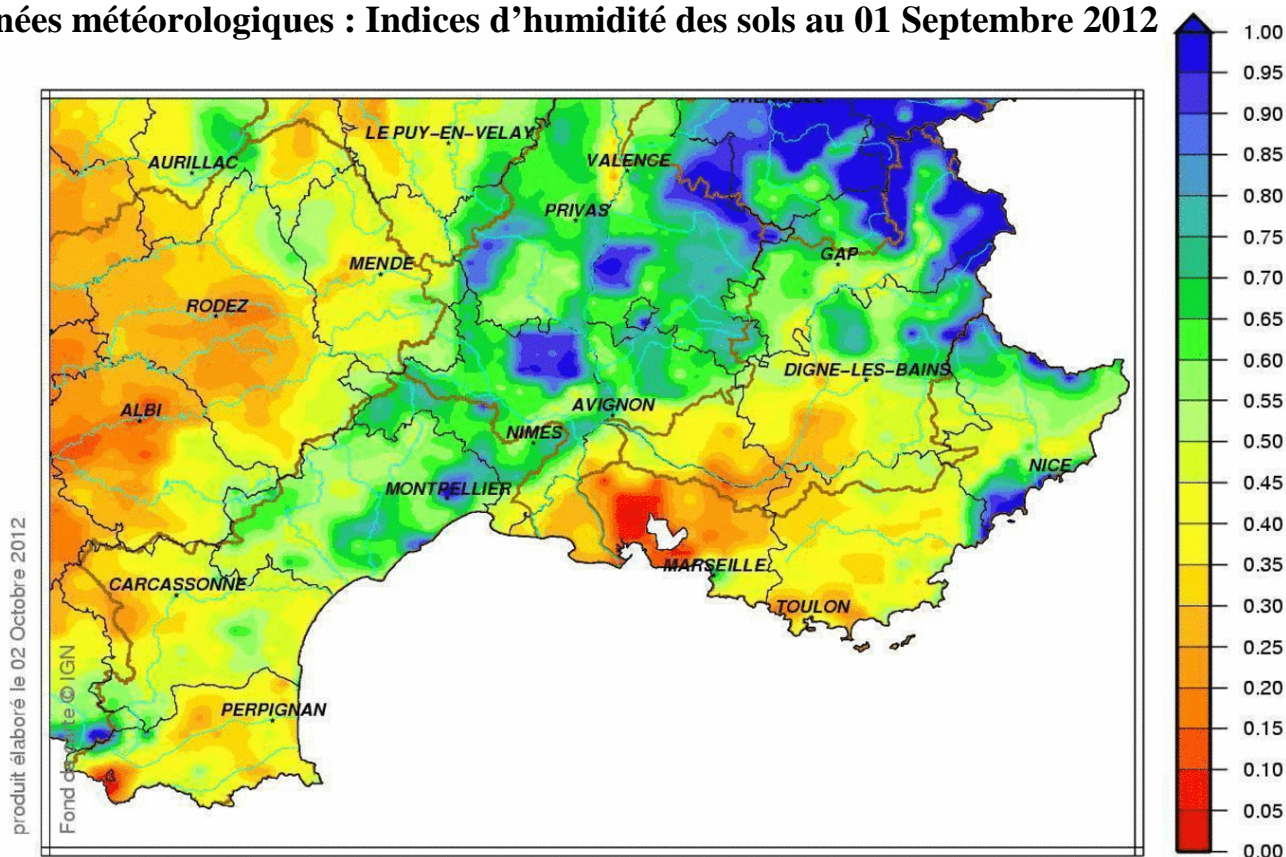 nées météorologiques : Indices d’humidité des sols au 01 Septembre 2012
1.00
0.95
0.90
0.85
0.80
0.75
0.70
0.65
0.60
0.55
0.50
0.45
0.40
0.35
0.30
0.25
0.20
0.15
0.10
0.05
0.00
LE PUY-EN-VELAY
AURILLAC
VALENCE
PRIVAS
GAP
MENDE
RODEZ
DIGNE-LES-BAINS
ALBI
AVIGNON
NIMES
NICE
MONTPELLIER
MARSEILLE
CARCASSONNE
TOULON
PERPIGNAN
produit élaboré le 02 Octobre 2012
Fond de carte © IGN